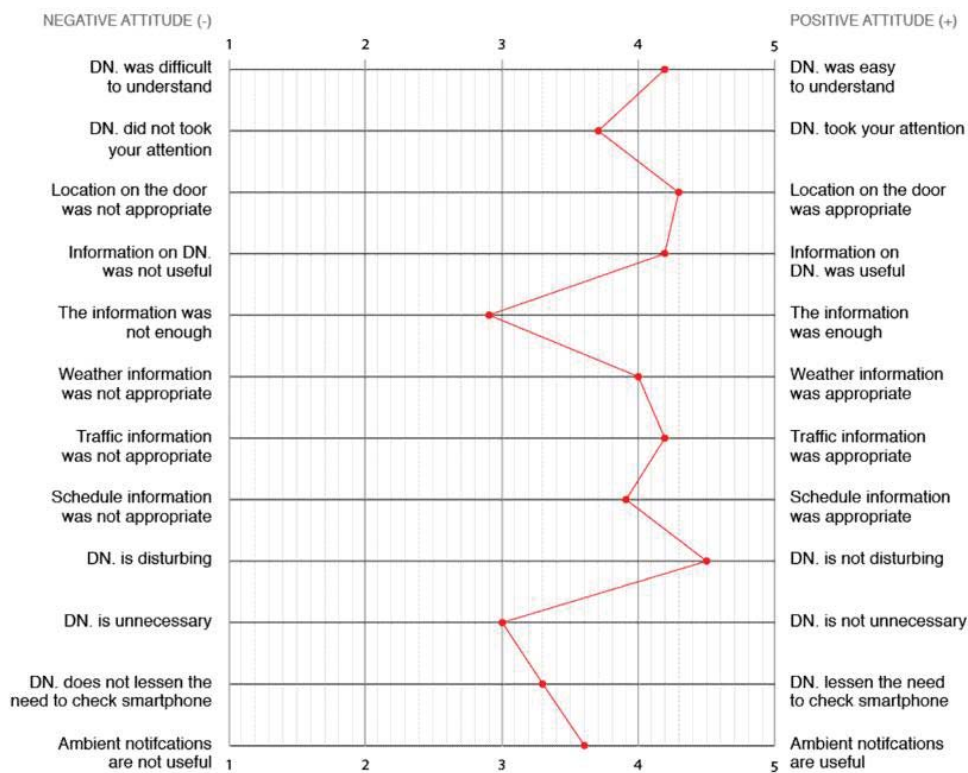 NEGATIVE ATTITUDE (-)
POSITIVE ATTITUDE (+)
1 2 3 4 5
DN. was difficult
to understand
DN. was easy
to understand
DN. did not took
your attention
DN. took your attention
Location on the door
was not appropriate
Location on the door
was appropriate
Information on DN.
was not useful
Information on
DN. was useful
The information was
not enough
The information
was enough
Weather information
was not appropriate
Weather information
was appropriate
Traffic information
was not appropriate
Traffic information
was appropriate
Schedule information
was not appropriate
Schedule information
was appropriate
DN. is disturbing
DN. is not disturbing
DN. is unnecessary
DN. is not unnecessary
DN. does not lessen the
need to check smartphone
DN. lessen the need
to check smartphone
Ambient notifcations
are not useful
Ambient notifcations
are useful
1 2 3 4 5